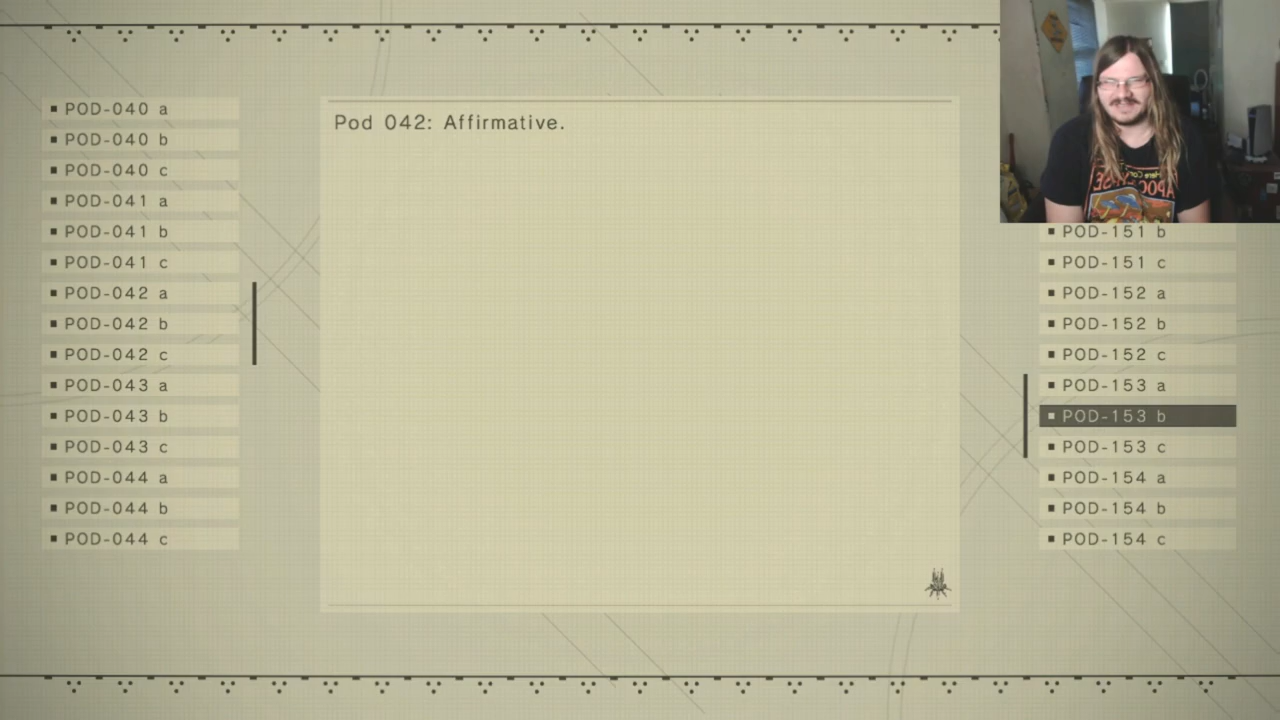 POD-040 a
POD-040 b
POD-040 c
POD-041 a
POD-041 b
POD-041 c
POD-042 a
POD-042 b
POD-042 c
POD-043 a
POD-043 b
POD-043 c
POD-044 a
POD-044 b
POD-044 c
Pod 042: Affirmative.
POD-151 b
POD-151 c
POD-152 a
POD-152 b
POD-152 c
POD-153 a
POD-153 b
POD-153 c
POD-154 a
POD-154 b
POD-154 c